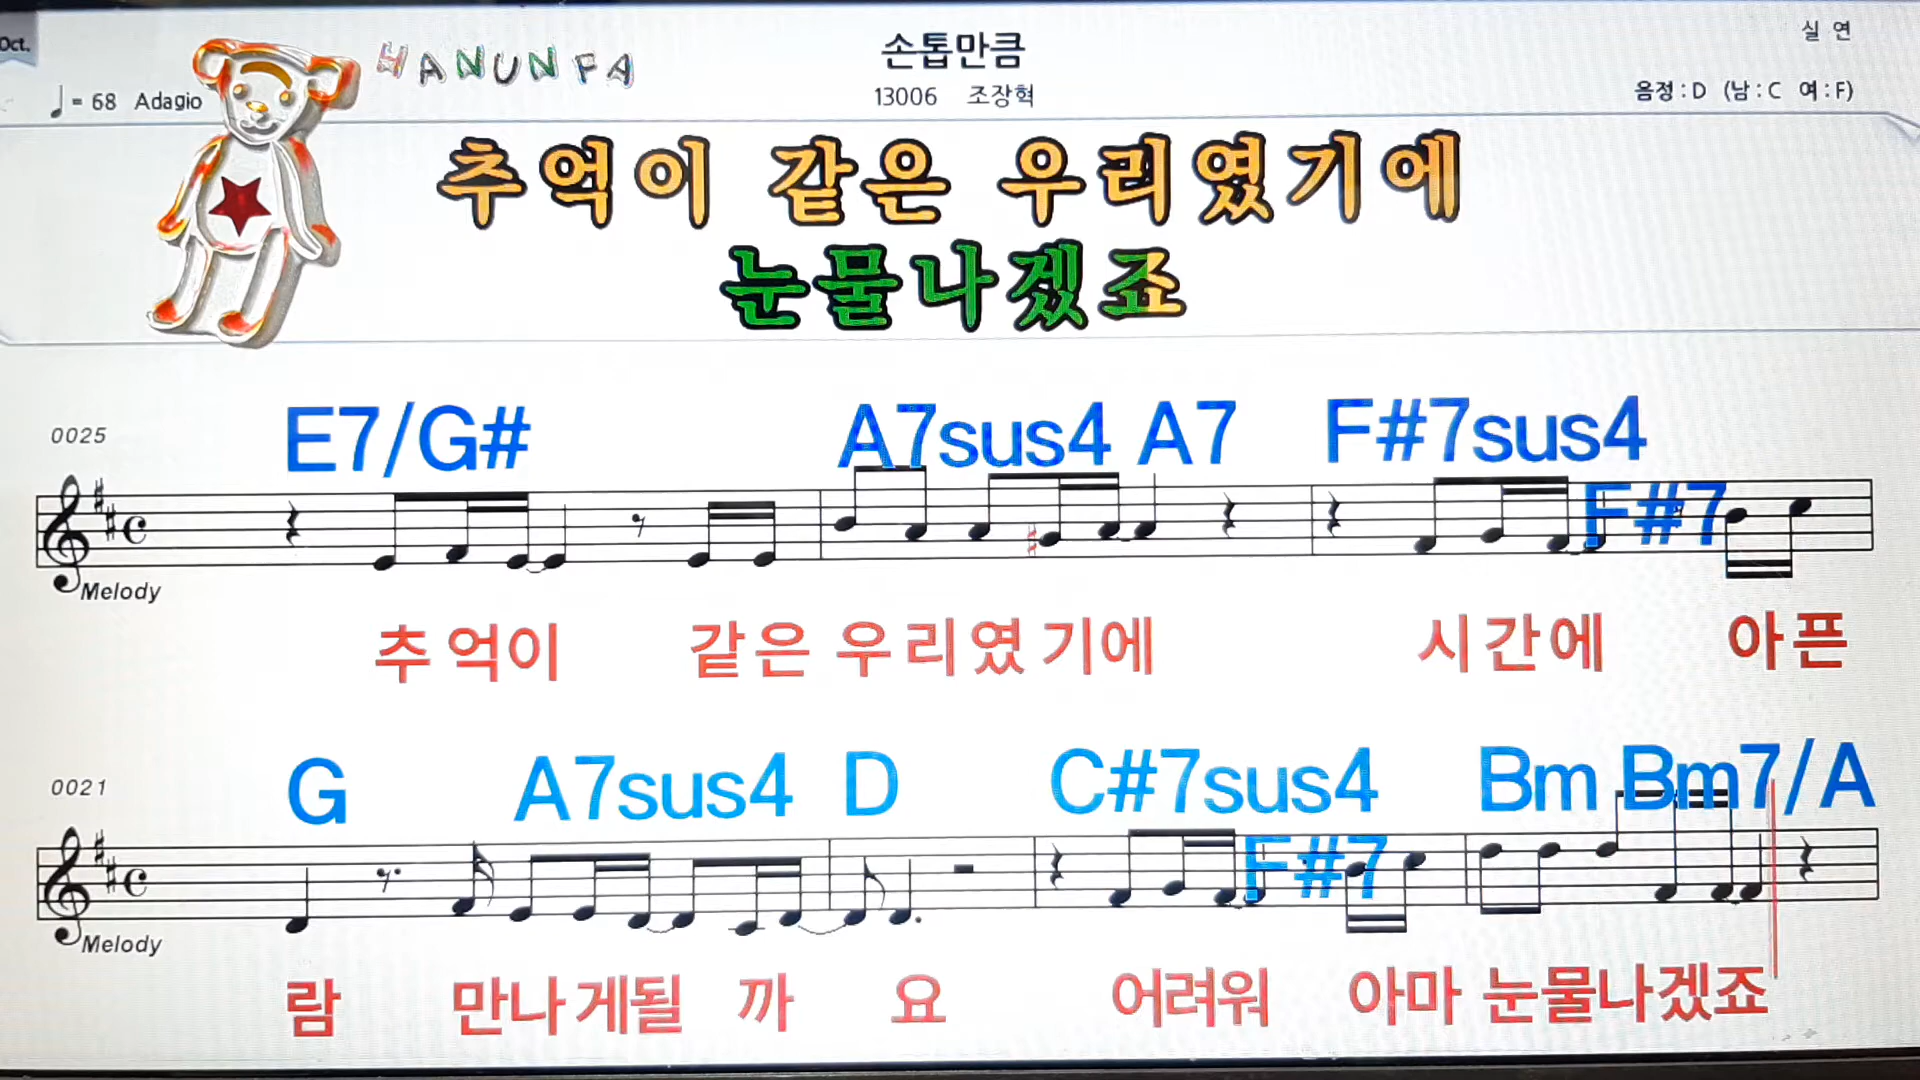 Oct.
HANUNFA
손톱만큼
실 연
♩= 68 Adagio
13006 조장혁
음정 : D (남 : C 여 : F)
추억이 같은 우리였기에
눈물나겠죠
0025
E7/G# A7sus4 A7 F#7sus4 F#7
Melody
추 억이 같은 우리였 기에 시간에 아픈
0021
G A7sus4 D C#7sus4 F#7 Bm Bm7/A
Melody
람 만나게될 까 요 어려워 아마 눈물나겠죠